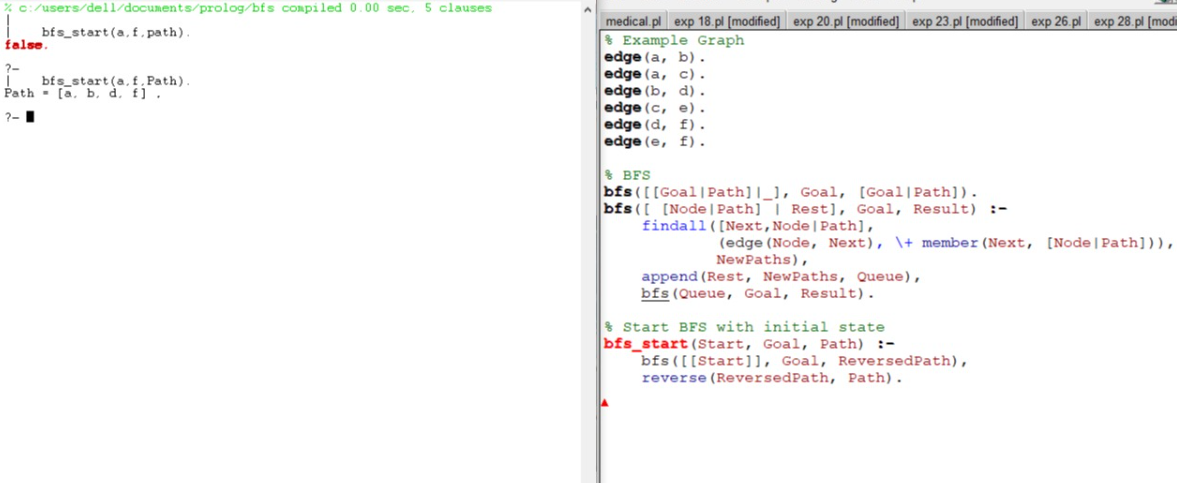 % c:/users/dell/documents/prolog/bfs compiled 0.00 sec, 5 clauses
|
|    bfs_start(a,f,path).
false.
?-
|    bfs_start(a,f,Path).
Path = [a, b, d, f] .
?-
medical.pl  exp 18.pl [modified]  exp 20.pl [modified]  exp 23.pl [modified]  exp 26.pl  exp 28.pl [modi
% Example Graph
edge(a, b).
edge(a, c).
edge(b, d).
edge(c, e).
edge(d, f).
edge(e, f).
% BFS
bfs([[Goal|Path]|_], Goal, [Goal|Path]).
bfs([ [Node|Path] | Rest], Goal, Result) :-
    findall([Next,Node|Path],
            (edge(Node, Next), \+ member(Next, [Node|Path])),
            NewPaths),
    append(Rest, NewPaths, Queue),
    bfs(Queue, Goal, Result).
% Start BFS with initial state
bfs_start(Start, Goal, Path) :-
    bfs([[Start]], Goal, ReversedPath),
    reverse(ReversedPath, Path).